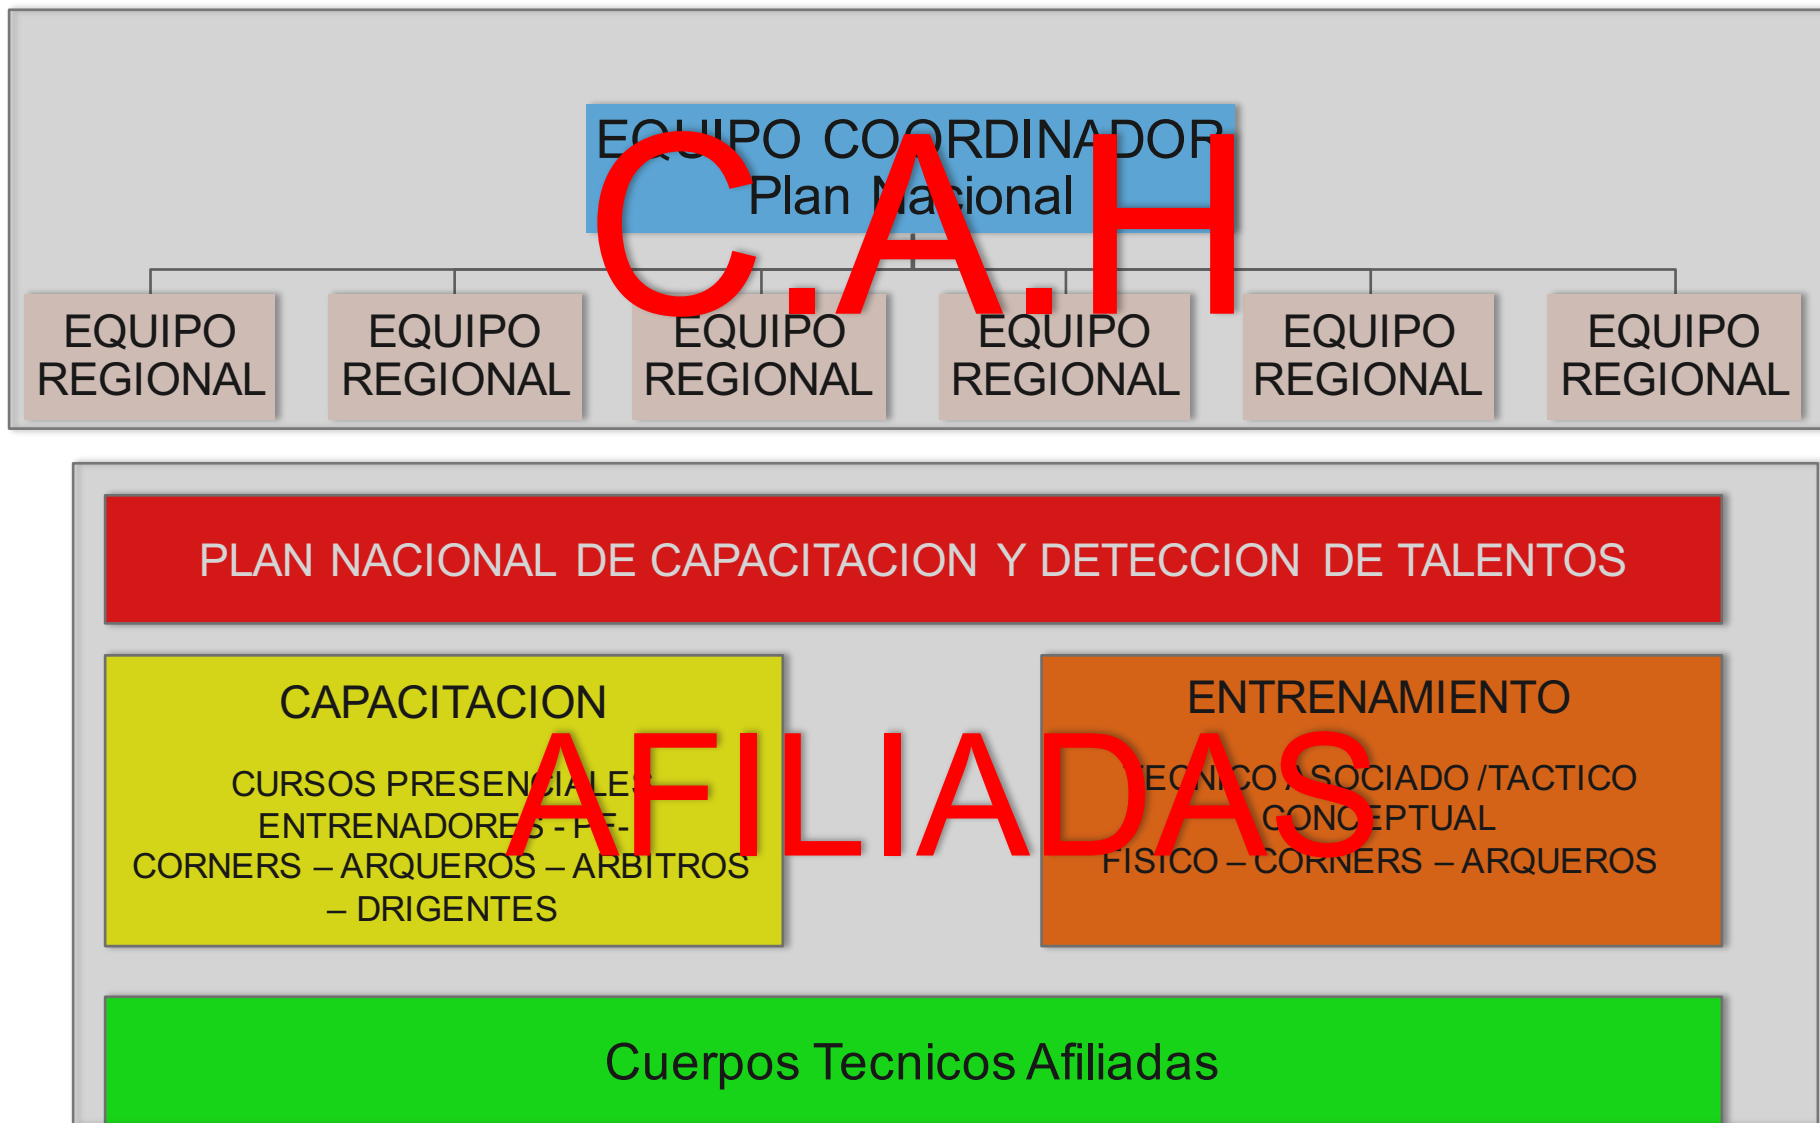 EQUIPO COORDINADOR
Plan Nacional
C.A.H
EQUIPO
REGIONAL
EQUIPO
REGIONAL
EQUIPO
REGIONAL
EQUIPO
REGIONAL
EQUIPO
REGIONAL
EQUIPO
REGIONAL
PLAN NACIONAL DE CAPACITACION Y DETECCION DE TALENTOS
CAPACITACION
CURSOS PRESENCIALES
ENTRENADORES - PF-
CORNERS – ARQUEROS – ARBITROS
– DRIGENTES
ENTRENAMIENTO
TECNICO ASOCIADO /TACTICO
CONCEPTUAL
FISICO – CORNERS – ARQUEROS
AFILIADAS
Cuerpos Tecnicos Afiliadas